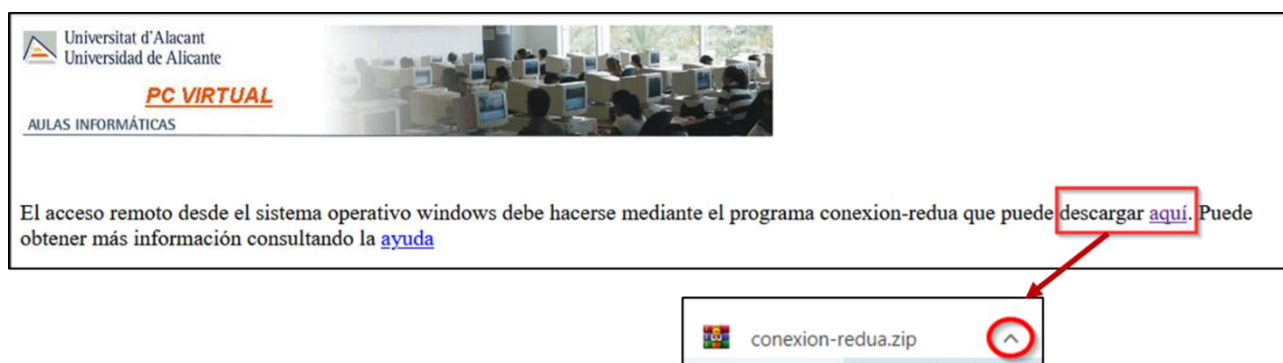 Universitat d'Alacant
Universidad de Alicante
PC VIRTUAL
AULAS INFORMÁTICAS
El acceso remoto desde el sistema operativo windows debe hacerse mediante el programa conexion-redua que puede descargar aquí. Puede
obtener más información consultando la ayuda
conexion-redua.zip